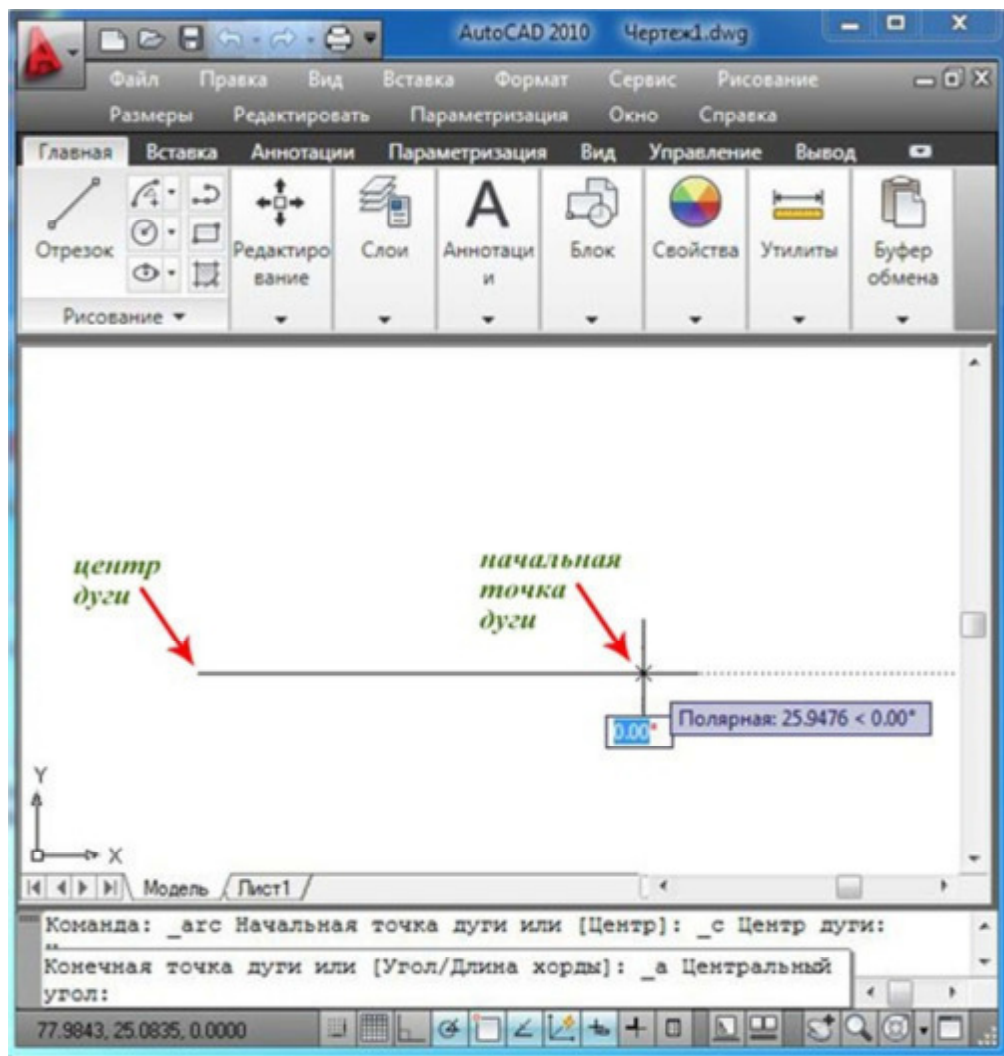 AutoCAD 2010 Чертеж1.dwg
Файл Правка Вид Вставка Формат Сервис Рисование
Размеры Редактировать Параметризация Окно Справка
Главная Вставка Аннотации Параметризация Вид Управление Вывод
Отрезок
Редактиро
вание
Слои
Аннотаци
и
Блок
Свойства
Утилиты
Буфер
обмена
Рисование
центр
дуги
начальная
точка
дуги
0.00°
Полярная: 25.9476 < 0.00°
Y
X
Модель Лист1
Команда: _arc Начальная точка дуги или [Центр]: _c Центр дуги:
Конечная точка дуги или [Угол/Длина хорды]: _a Центральный
угол:
77.9843, 25.0835, 0.0000